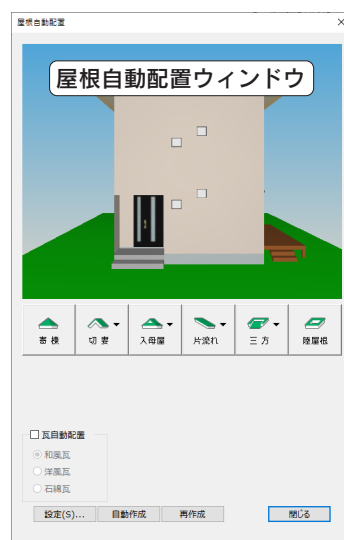 屋根自動配置
屋根自動配置ウィンドウ
寄棟 切妻 入母屋 片流れ 三方 陸屋根
瓦自動配置
和風瓦
洋風瓦
石綿瓦
設定(S)... 自動作成 再作成 閉じる